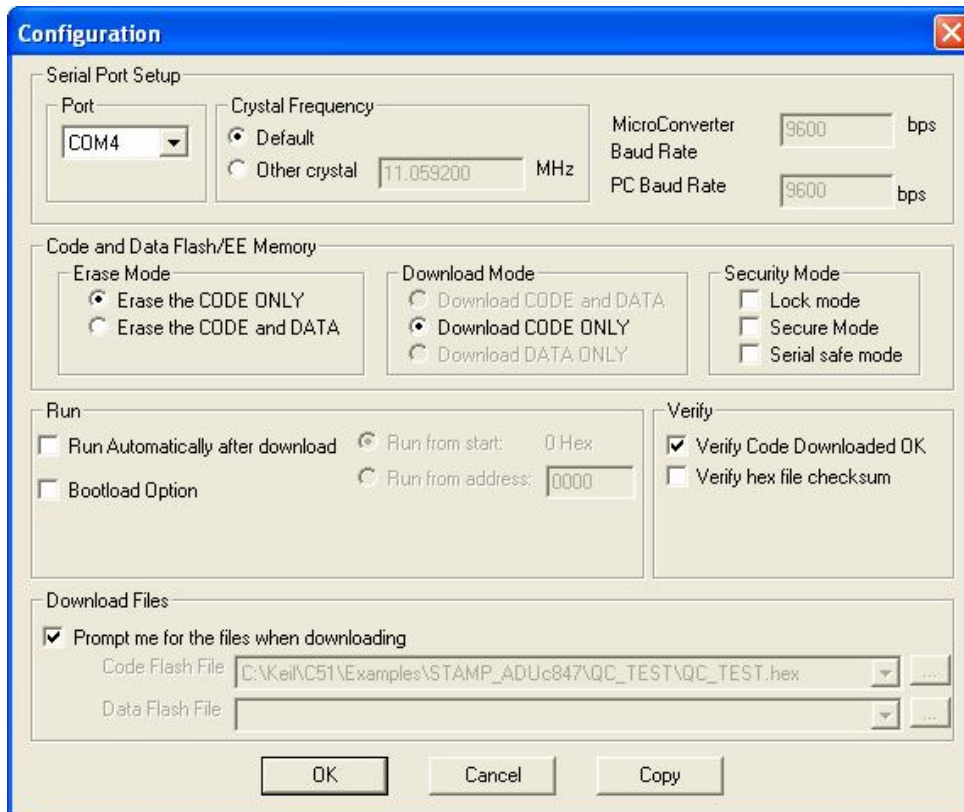 Configuration
Serial Port Setup
Port
COM4
Crystal Frequency
Default
Other crystal 11.059200 MHz
MicroConverter Baud Rate 9600 bps
PC Baud Rate 9600 bps
Code and Data Flash/EE Memory
Erase Mode
Erase the CODE ONLY
Erase the CODE and DATA
Download Mode
Download CODE and DATA
Download CODE ONLY
Download DATA ONLY
Security Mode
Lock mode
Secure Mode
Serial safe mode
Run
Run Automatically after download
Bootload Option
Run from start: 0 Hex
Run from address: 0000
Verify
Verify Code Downloaded OK
Verify hex file checksum
Download Files
Prompt me for the files when downloading
Code Flash File C:\Keil\C51\Examples\STAMP_ADUc847\QC_TEST\QC_TEST.hex ...
Data Flash File ...
OK Cancel Copy